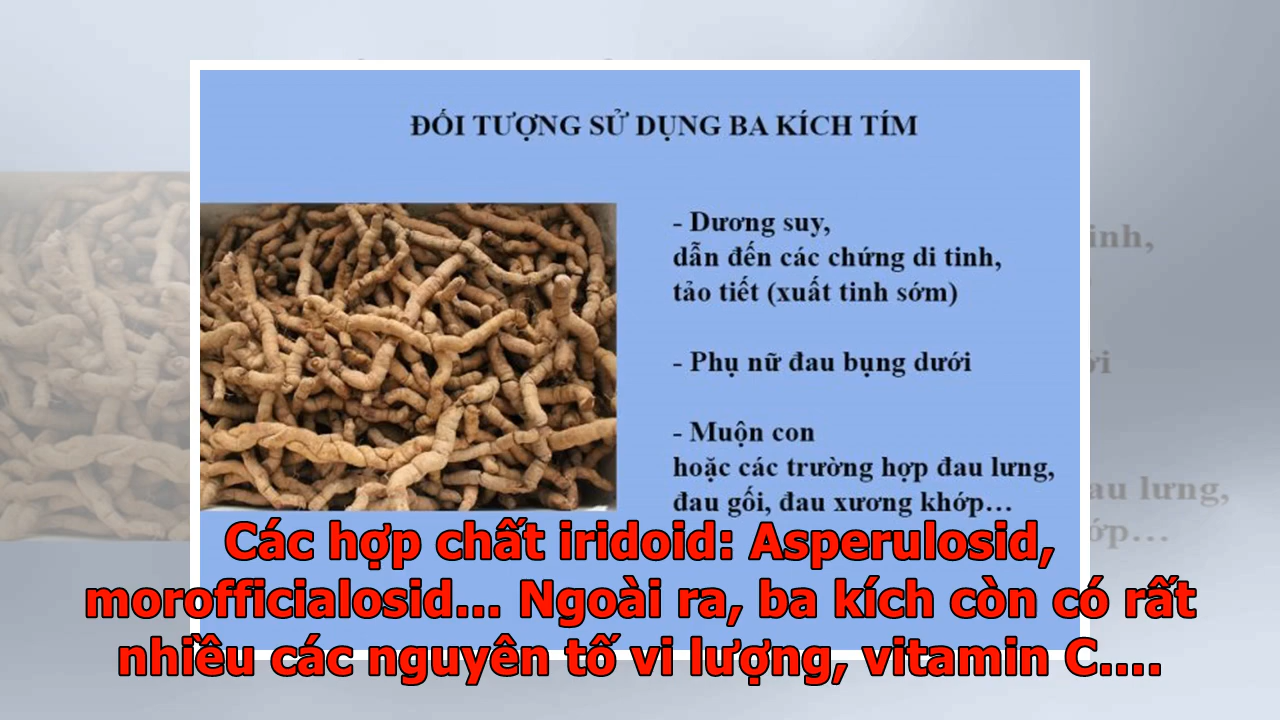 ĐỐI TƯỢNG SỬ DỤNG BA KÍCH TÍM
- Dương suy,
dẫn đến các chứng di tinh,
tảo tiết (xuất tinh sớm)
- Phụ nữ đau bụng dưới
- Muộn con
hoặc các trường hợp đau lưng,
đau gối, đau xương khớp...
Các hợp chất iridoid: Asperulosid,
morofficialosid... Ngoài ra, ba kích còn có rất
nhiều các nguyên tố vi lượng, vitamin C....